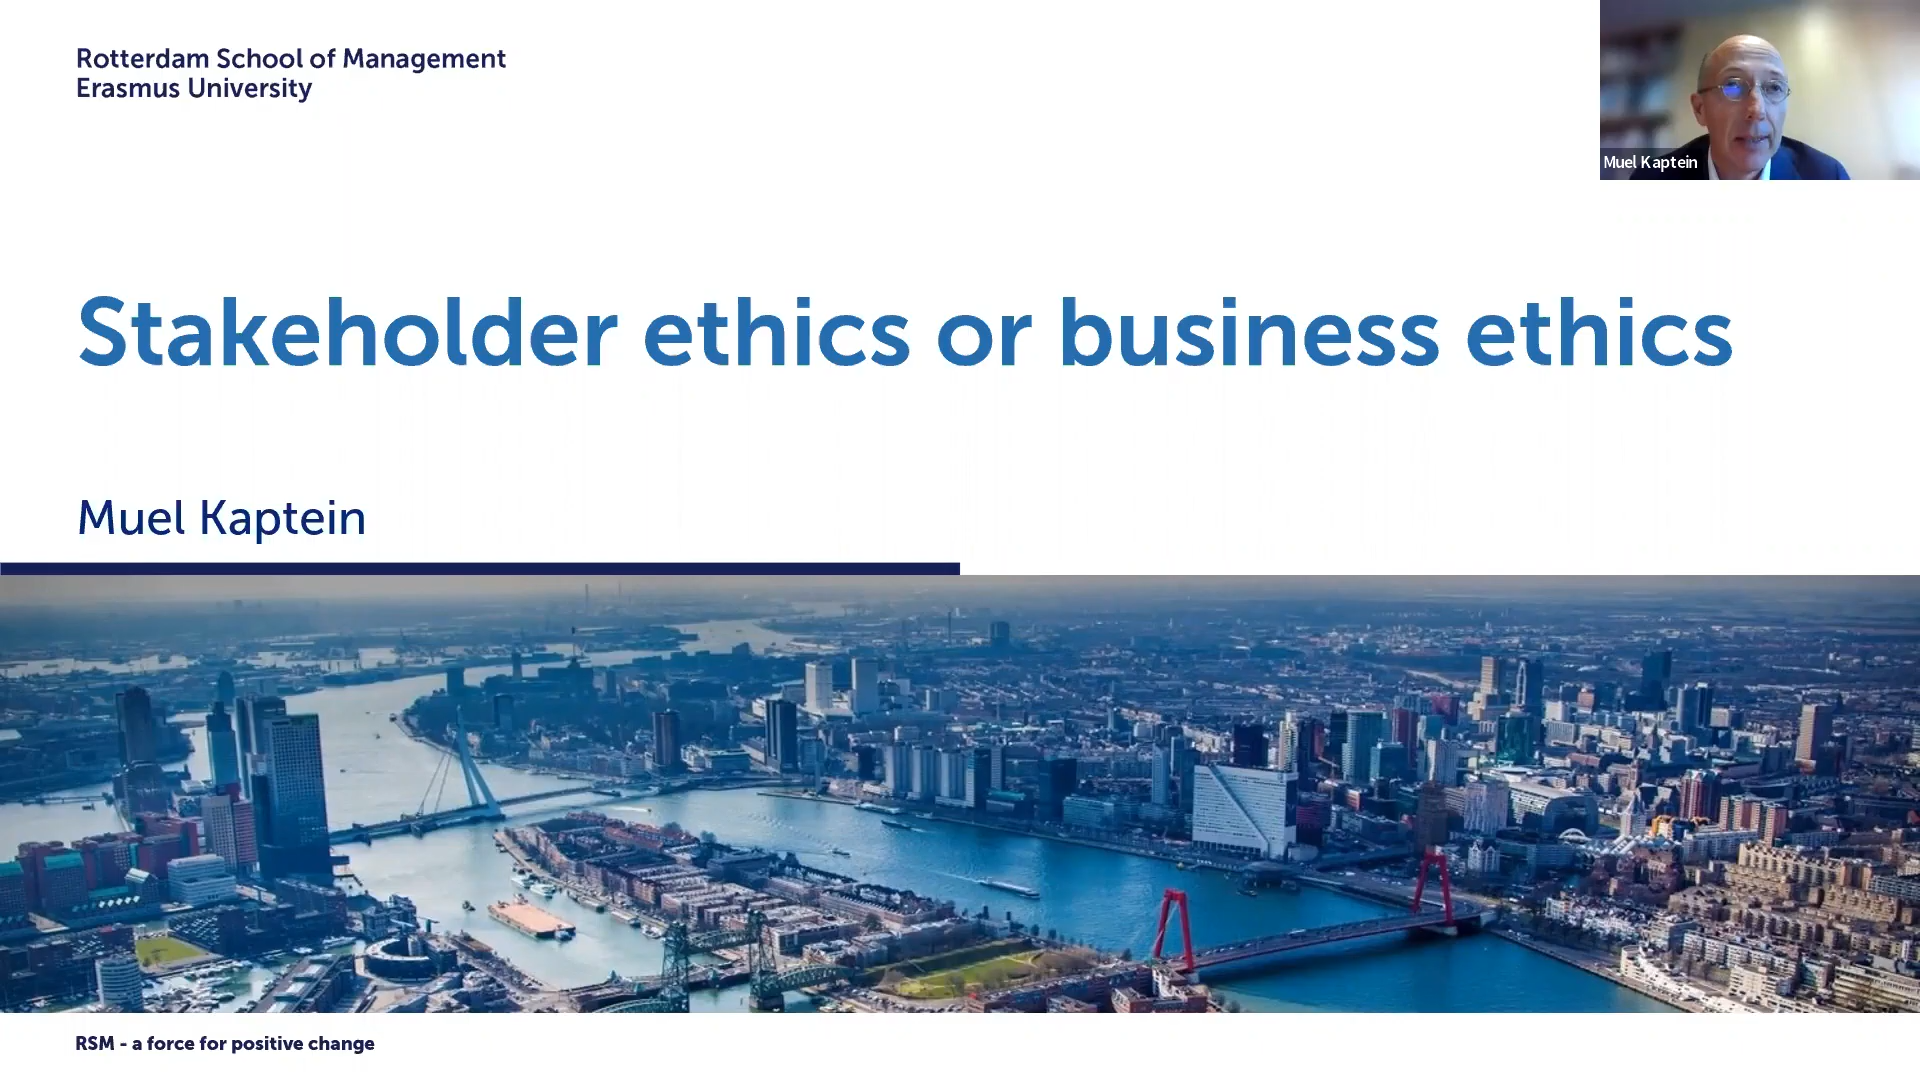 Rotterdam School of Management
Erasmus University
Muel Kaptein
Stakeholder ethics or business ethics
Muel Kaptein
RSM - a force for positive change